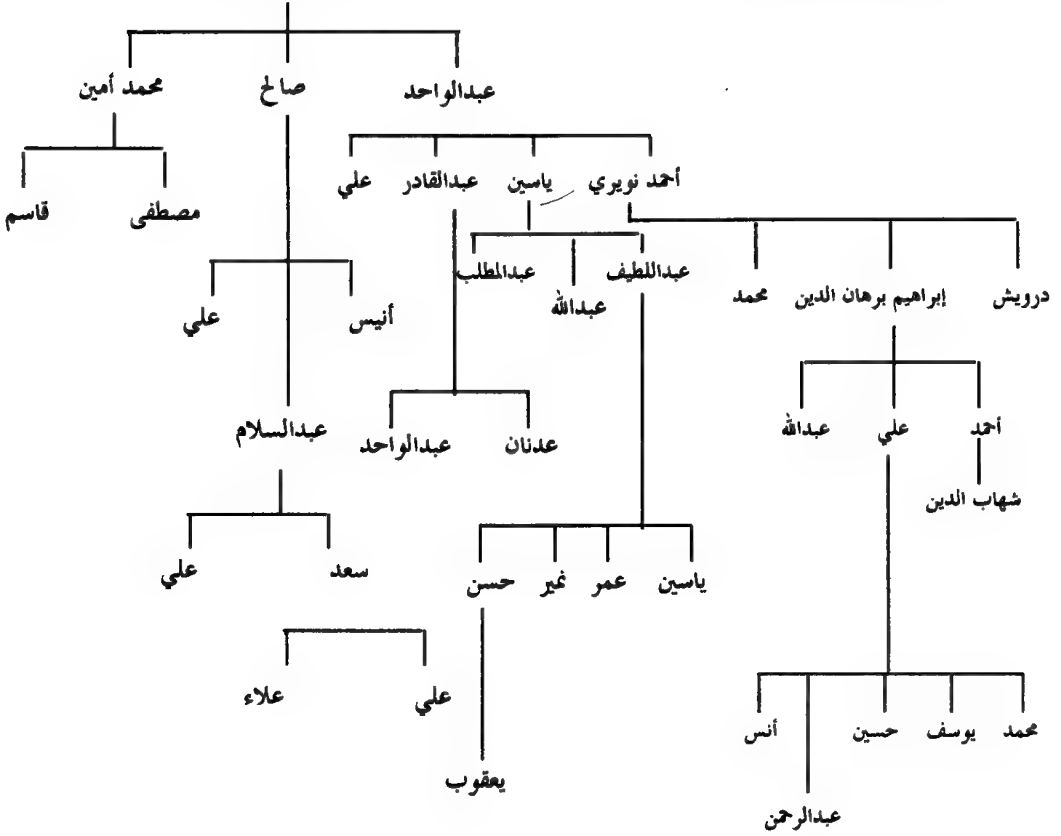 عبدالواحد
صالح
محمد أمين
أحمد نويري
ياسين
عبدالقادر
علي
مصطفى
قاسم
درويش
إبراهيم برهان الدين
محمد
عبداللطيف
عبدالله
عبدالمطلب
أنيس
علي
أحمد
علي
عبدالله
عدنان
عبدالواحد
عبدالسلام
شهاب الدين
ياسين
عمر
نمير
حسن
سعد
علي
علي
علاء
محمد
يوسف
حسين
أنس
يعقوب
عبدالرحمن